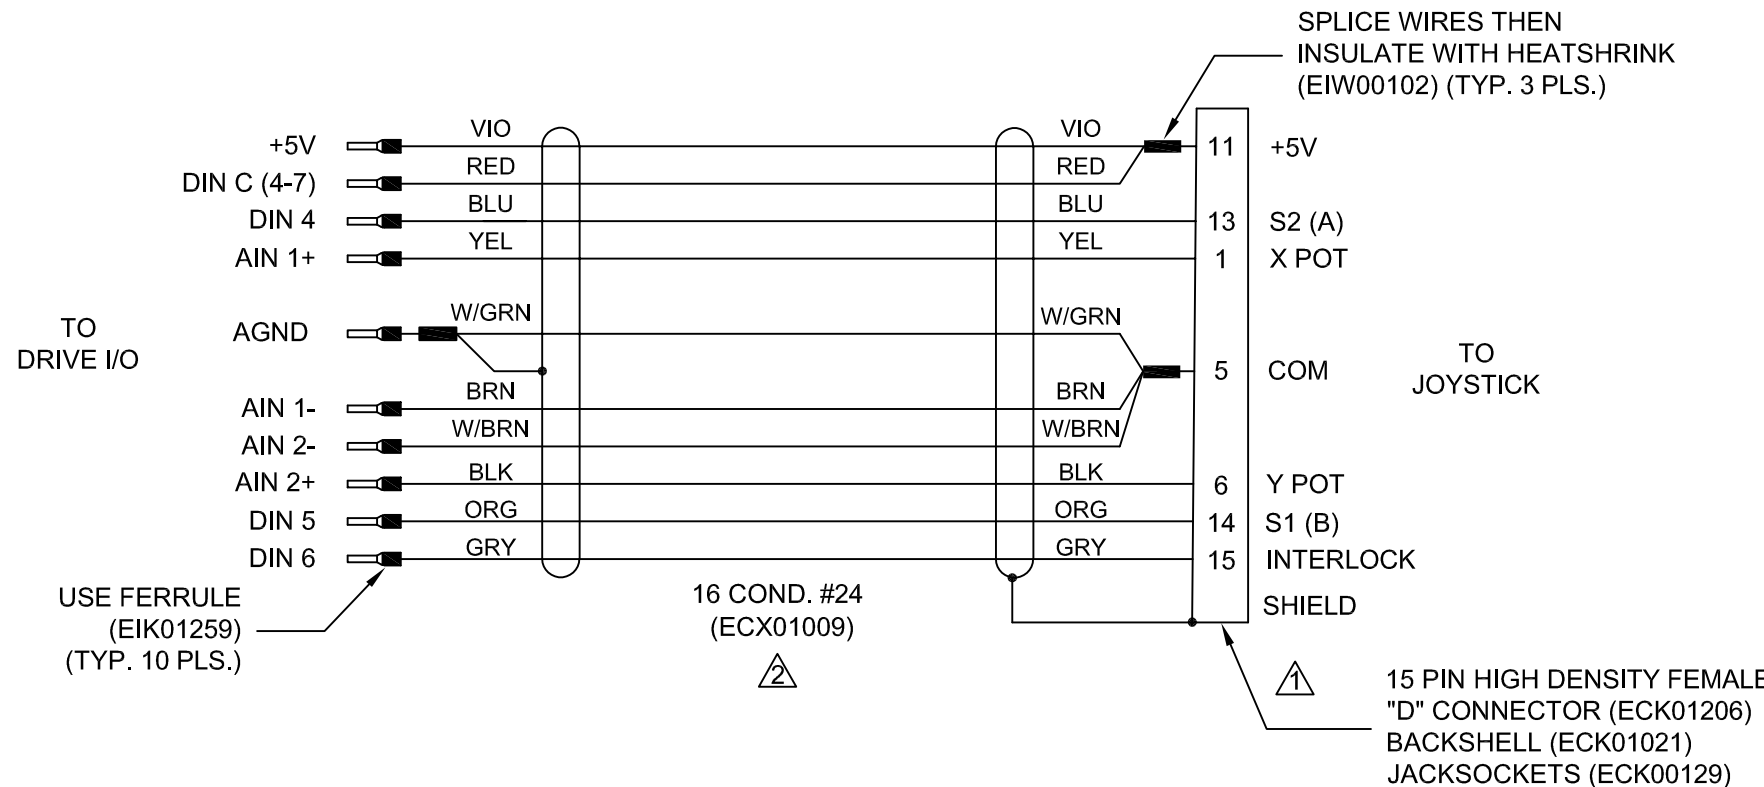 SPLICE WIRES THEN
INSULATE WITH HEATSHRINK
(EIW00102) (TYP. 3 PLS.)
+5V VIO VIO 11 +5V
DIN C (4-7) RED RED
DIN 4 BLU BLU 13 S2 (A)
AIN 1+ YEL YEL 1 X POT
TO
DRIVE I/O
AGND W/GRN W/GRN
5 COM
TO
JOYSTICK
AIN 1- BRN BRN
AIN 2- W/BRN W/BRN
AIN 2+ BLK BLK 6 Y POT
DIN 5 ORG ORG 14 S1 (B)
DIN 6 GRY GRY 15 INTERLOCK
SHIELD
USE FERRULE
(EIK01259)
(TYP. 10 PLS.)
16 COND. #24
(ECX01009)
2
1
15 PIN HIGH DENSITY FEMALE
"D" CONNECTOR (ECK01206)
BACKSHELL (ECK01021)
JACKSOCKETS (ECK00129)